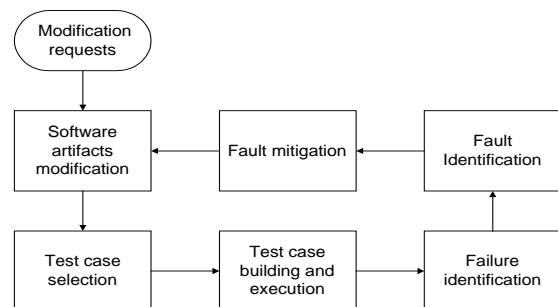 Modification
requests
Software
artifacts
modification
Fault mitigation
Fault
Identification
Test case
selection
Test case
building and
execution
Failure
identification